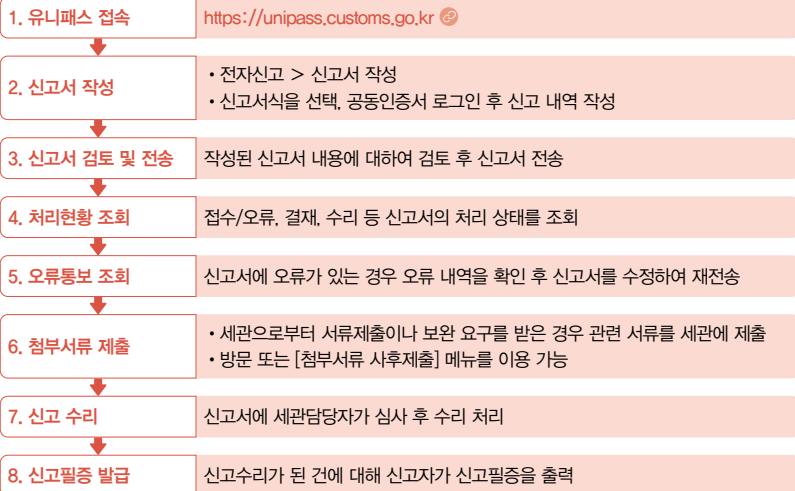 1. 유니패스 접속
https://unipass.customs.go.kr
2. 신고서 작성
• 전자신고 > 신고서 작성
• 신고서식을 선택, 공동인증서 로그인 후 신고 내역 작성
3. 신고서 검토 및 전송
작성된 신고서 내용에 대하여 검토 후 신고서 전송
4. 처리현황 조회
접수/오류, 결재, 수리 등 신고서의 처리 상태를 조회
5. 오류통보 조회
신고서에 오류가 있는 경우 오류 내역을 확인 후 신고서를 수정하여 재전송
6. 첨부서류 제출
• 세관으로부터 서류제출이나 보완 요구를 받은 경우 관련 서류를 세관에 제출
• 방문 또는 [첨부서류 사후제출] 메뉴를 이용 가능
7. 신고 수리
신고서에 세관담당자가 심사 후 수리 처리
8. 신고필증 발급
신고수리가 된 건에 대해 신고자가 신고필증을 출력